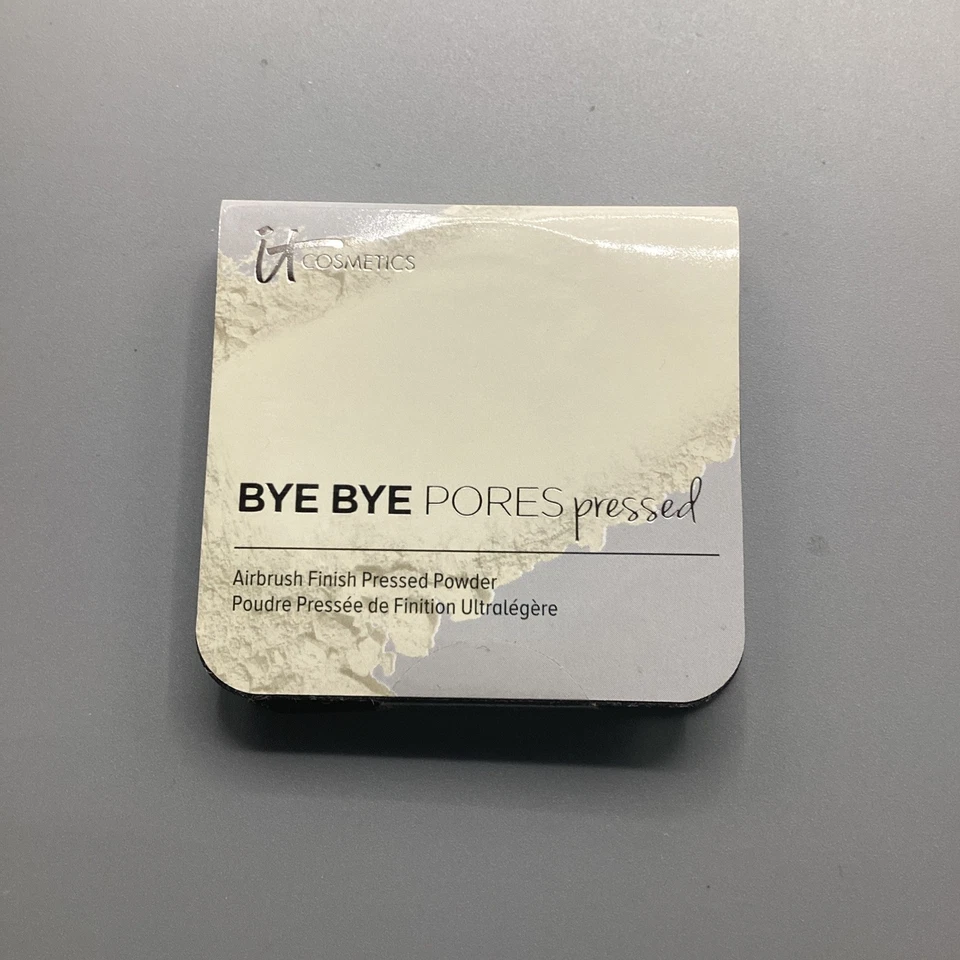 it COSMETICS
BYE BYE PORES pressed
Airbrush Finish Pressed Powder
Poudre Pressée de Finition Ultralégère